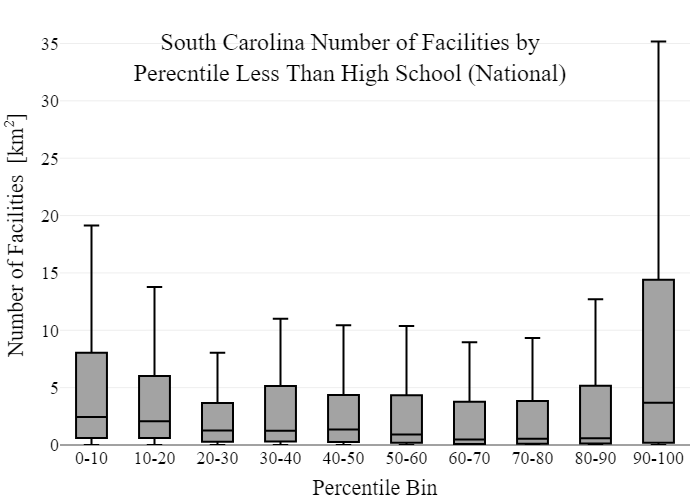 South Carolina Number of Facilities by
Perecntile Less Than High School (National)
Number of Facilities [km²]
35
30
25
20
15
10
5
0
0-10 10-20 20-30 30-40 40-50 50-60 60-70 70-80 80-90 90-100
Percentile Bin